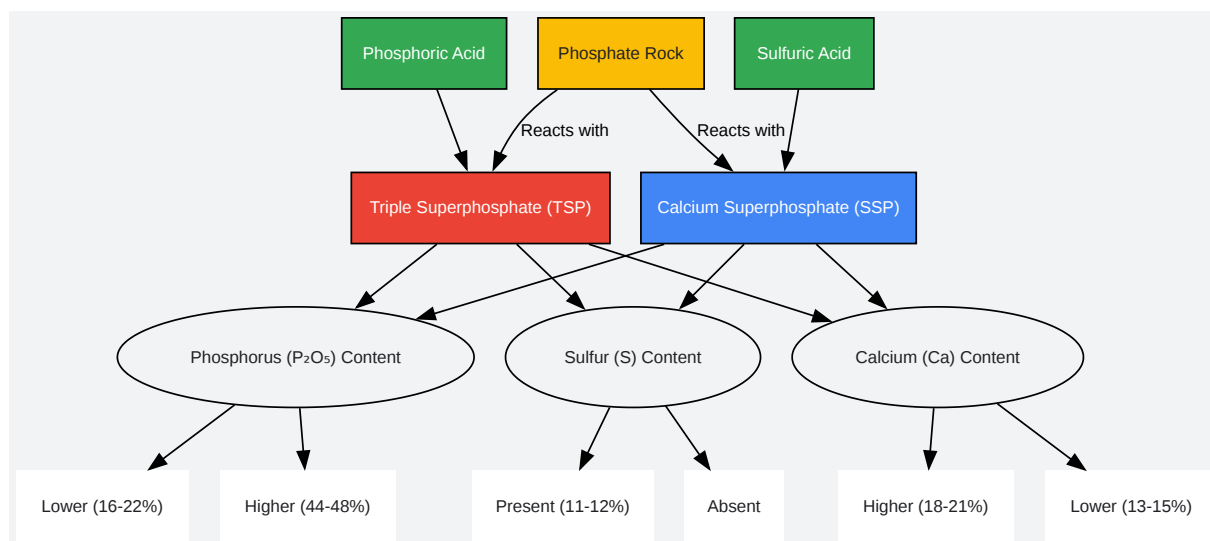 Phosphoric Acid
Phosphate Rock
Sulfuric Acid
Reacts with
Reacts with
Triple Superphosphate (TSP)
Calcium Superphosphate (SSP)
Phosphorus (P₂O₅) Content
Sulfur (S) Content
Calcium (Ca) Content
Lower (16-22%)
Higher (44-48%)
Present (11-12%)
Absent
Higher (18-21%)
Lower (13-15%)